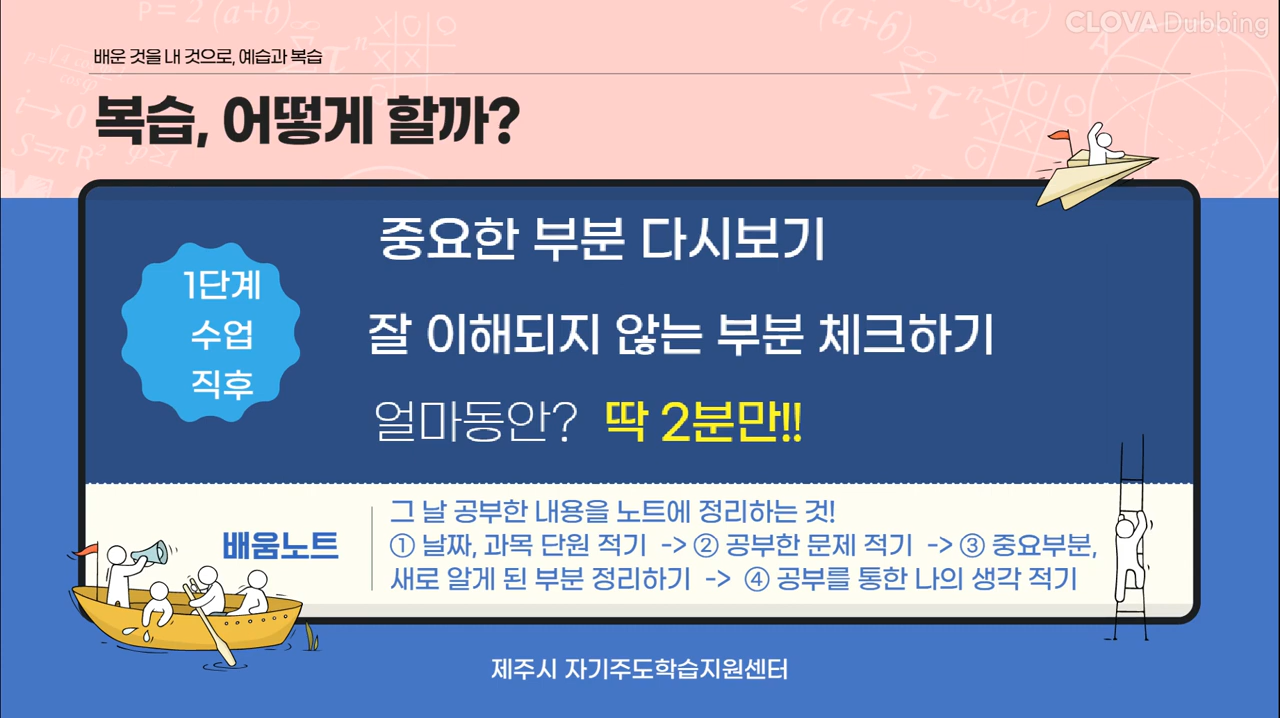 CLOVA Dubbing
배운 것을 내 것으로, 예습과 복습
복습, 어떻게 할까?
1단계
수업
직후
중요한 부분 다시보기
잘 이해되지 않는 부분 체크하기
얼마동안? 딱 2분만!!
배움노트
그 날 공부한 내용을 노트에 정리하는 것!
① 날짜, 과목 단원 적기 -> ② 공부한 문제 적기 -> ③ 중요부분,
새로 알게 된 부분 정리하기 -> ④ 공부를 통한 나의 생각 적기
제주시 자기주도학습지원센터